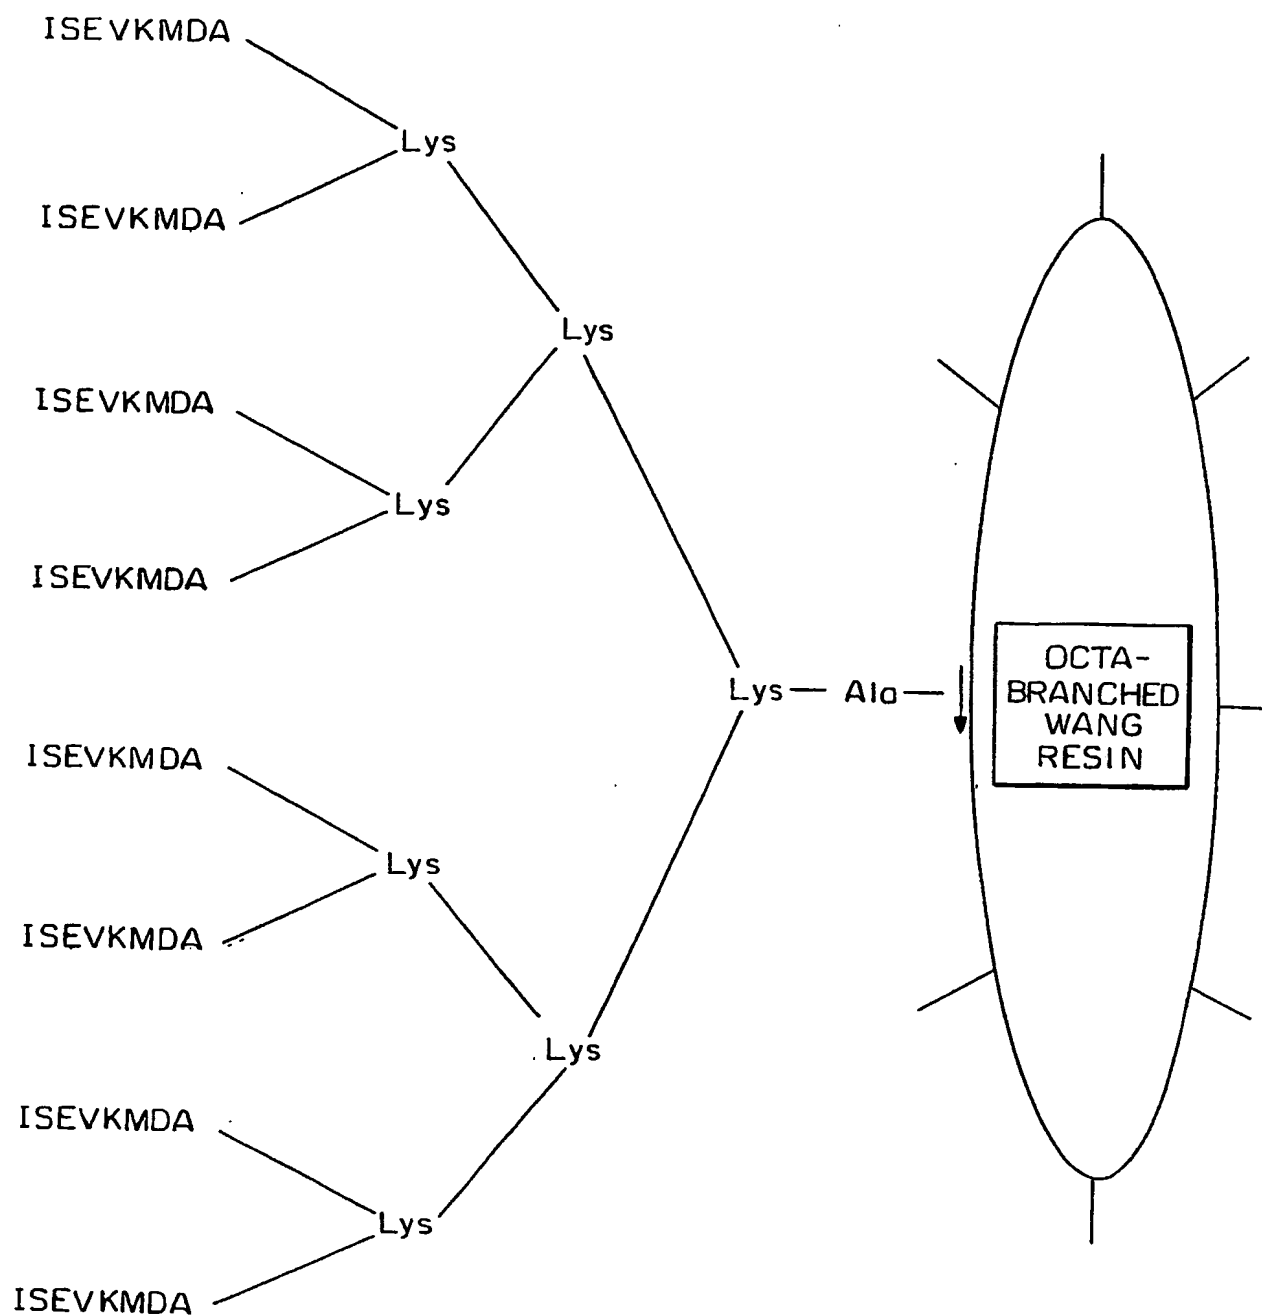 ISEVKMDA
Lys
ISEVKMDA
Lys
ISEVKMDA
Lys
ISEVKMDA
Lys — Ala —
OCTA-
BRANCHED
WANG
RESIN
ISEVKMDA
Lys
ISEVKMDA
Lys
ISEVKMDA
Lys
ISEVKMDA